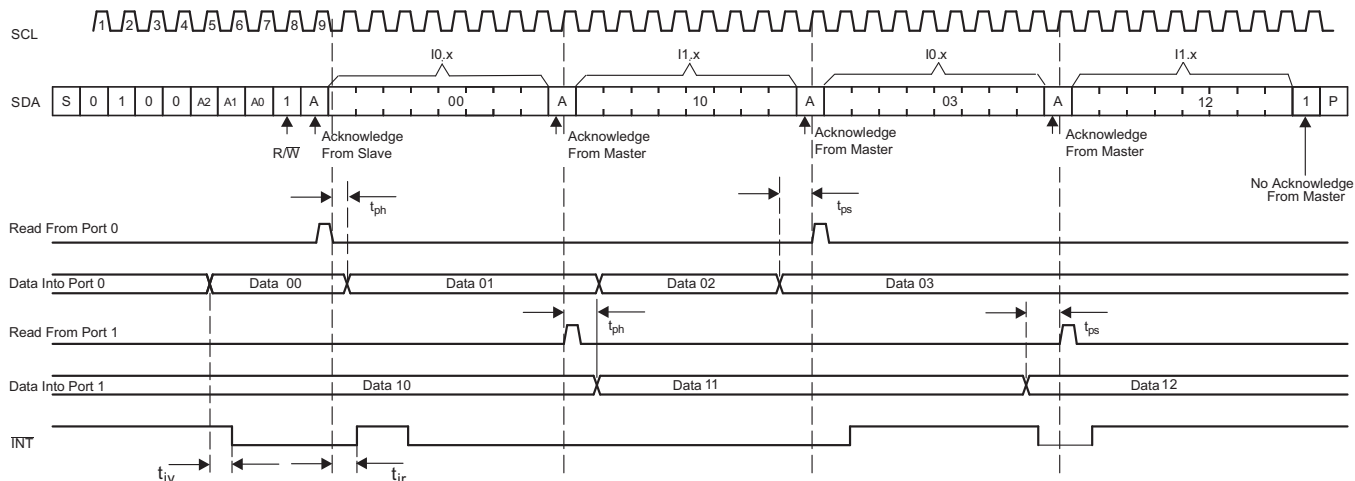 SCL 1 2 3 4 5 6 7 8 9
I0.x I1.x I0.x I1.x
SDA S 0 1 0 0 A2 A1 A0 1 A 00 A 10 A 03 A 12 1 P
R/W̅
Acknowledge
From Slave
Acknowledge
From Master
Acknowledge
From Master
Acknowledge
From Master
No Acknowledge
From Master
tph tps
Read From Port 0
Data Into Port 0 Data 00 Data 01 Data 02 Data 03
Read From Port 1 tph tps
Data Into Port 1 Data 10 Data 11 Data 12
I̅N̅T̅
tiv tir